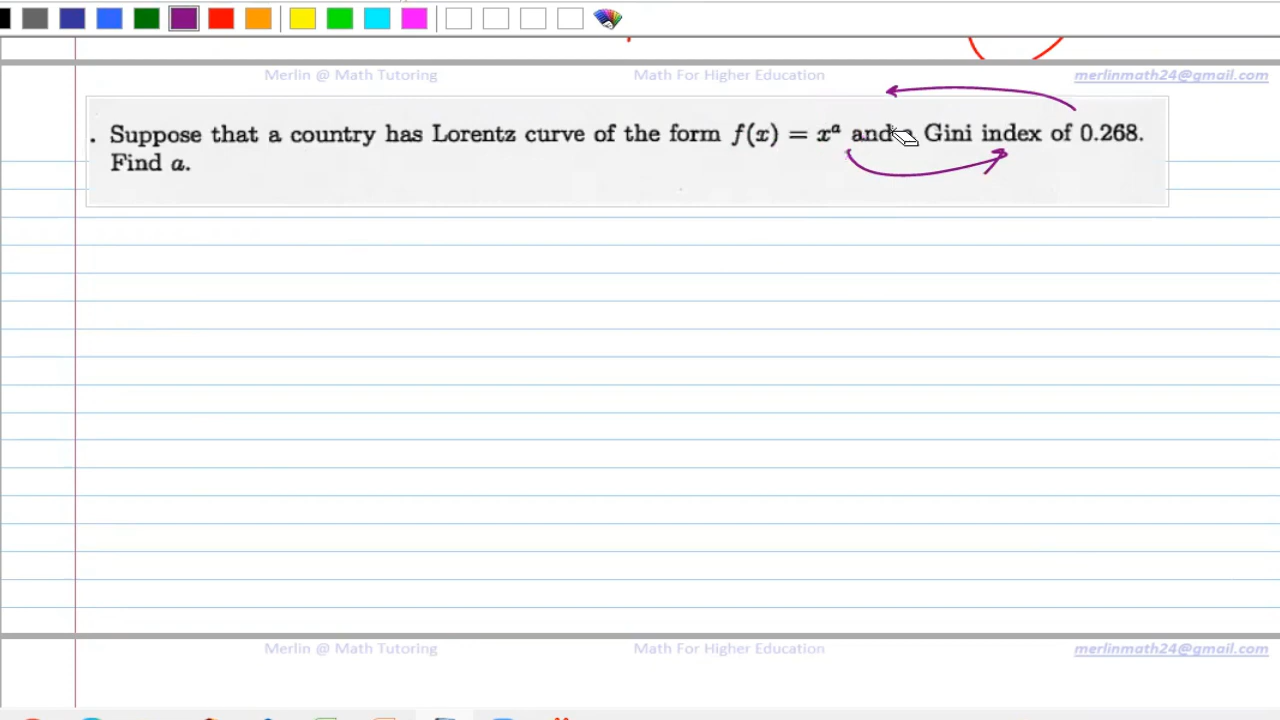 Merlin @ Math Tutoring Math For Higher Education merlinmath24@gmail.com
. Suppose that a country has Lorentz curve of the form f(x) = xᵃ and Gini index of 0.268.
Find a.
Merlin @ Math Tutoring Math For Higher Education merlinmath24@gmail.com